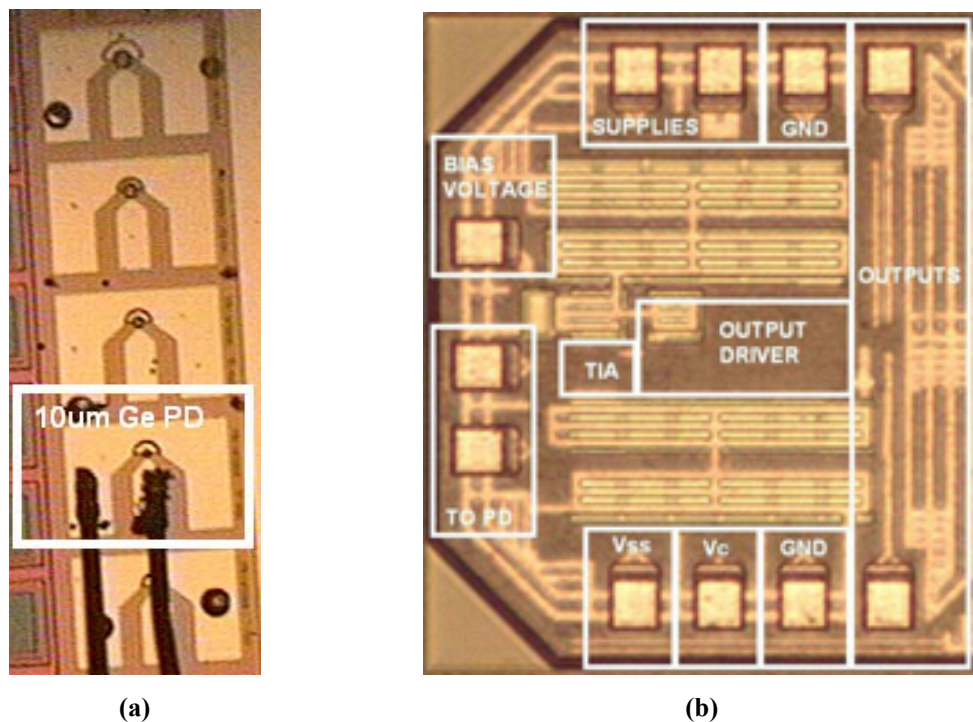 10um Ge PD
SUPPLIES
GND
BIAS
VOLTAGE
OUTPUTS
OUTPUT
DRIVER
TIA
TO PD
Vss
Vc
GND
(a)
(b)